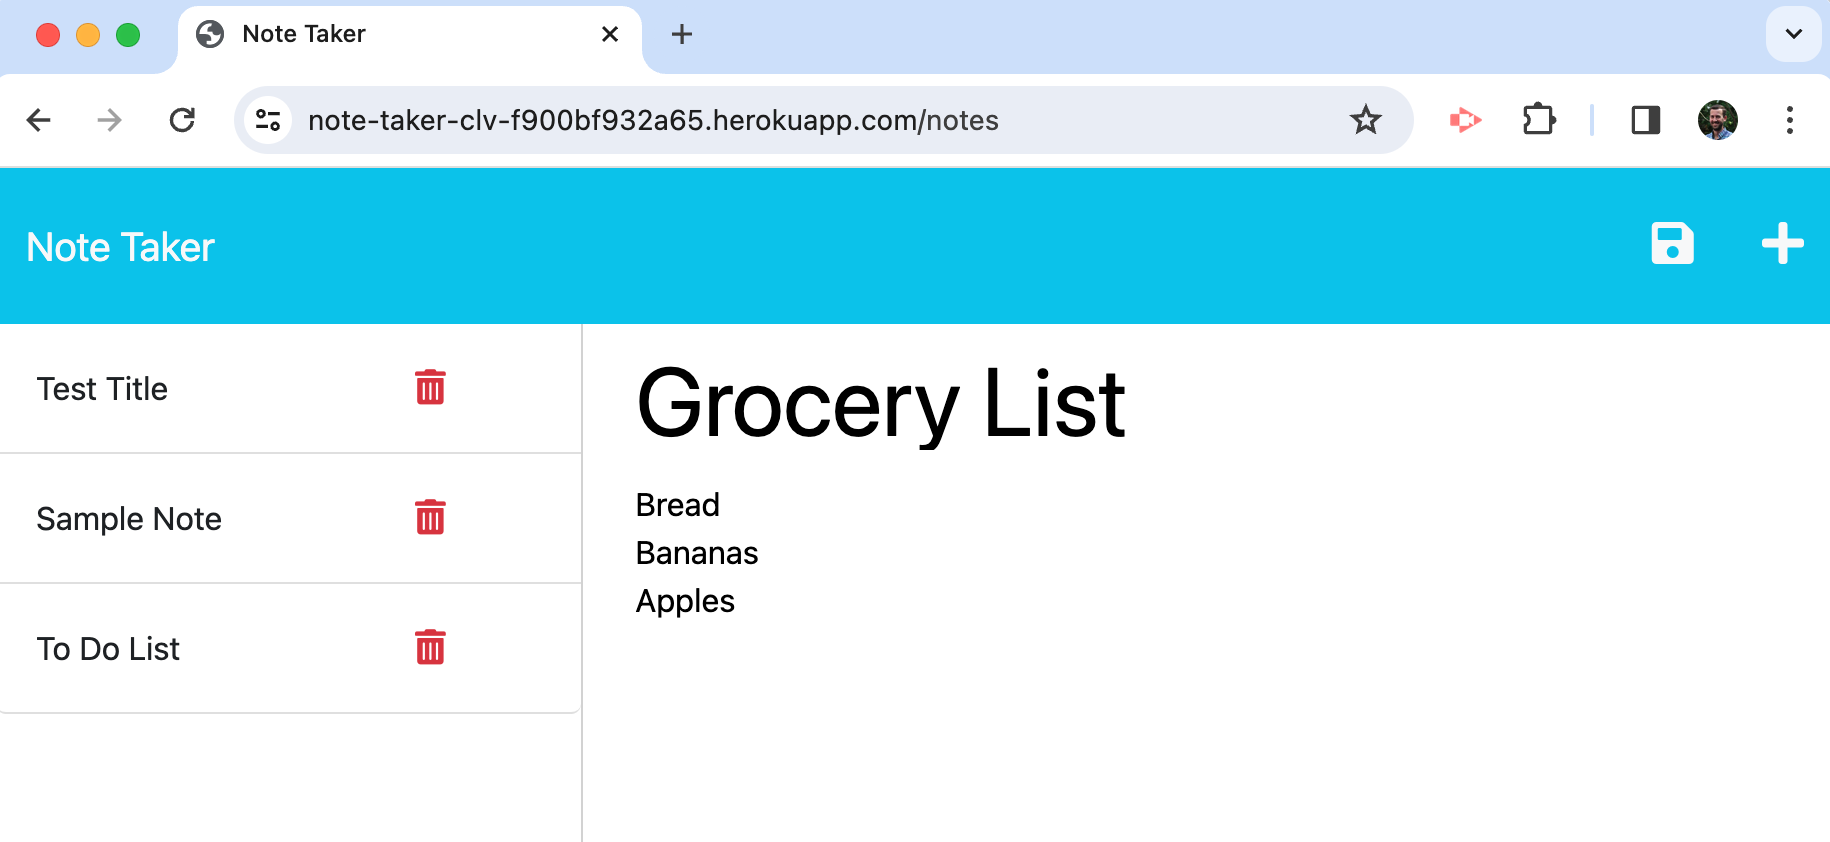 Note Taker
note-taker-clv-f900bf932a65.herokuapp.com/notes
Note Taker
Test Title
Sample Note
To Do List
Grocery List
Bread
Bananas
Apples